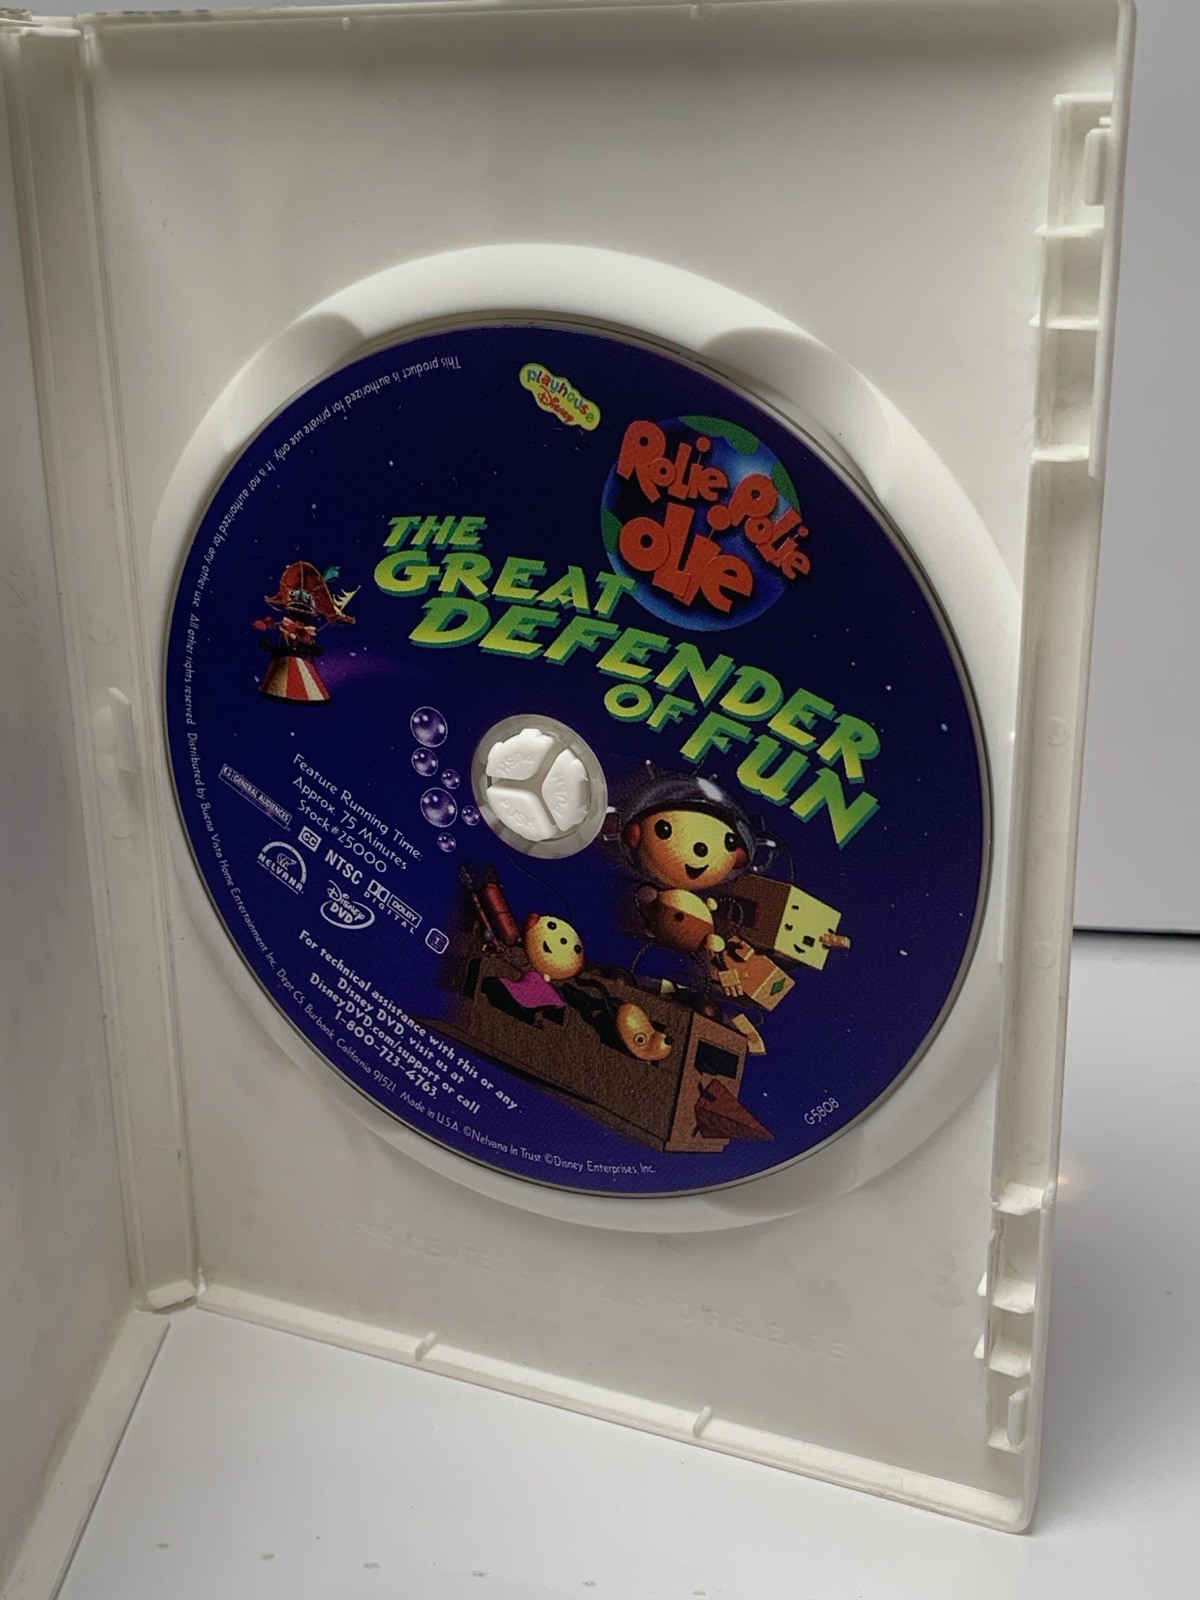 playhouse
Disney
Rolie Polie
Olie
THE
GREAT
DEFENDER
OF FUN
Feature Running Time:
Approx. 75 Minutes
Stock#25000
G GENERAL AUDIENCES
CC NTSC DOLBY
DIGITAL
1
NELVANA
Disney
DVD
For technical assistance with this or any
Disney DVD, visit us at
DisneyDVD.com/support or call
1-800-723-4763.
This product is authorized for private use only. It is not authorized for any other use. All other rights reserved. Distributed by Buena Vista Home Entertainment Inc. Dept CS, Burbank, California 91521. Made in U.S.A. ©Nelvana In Trust. ©Disney Enterprises, Inc.
G5808
PUSH
PUSH
PUSH